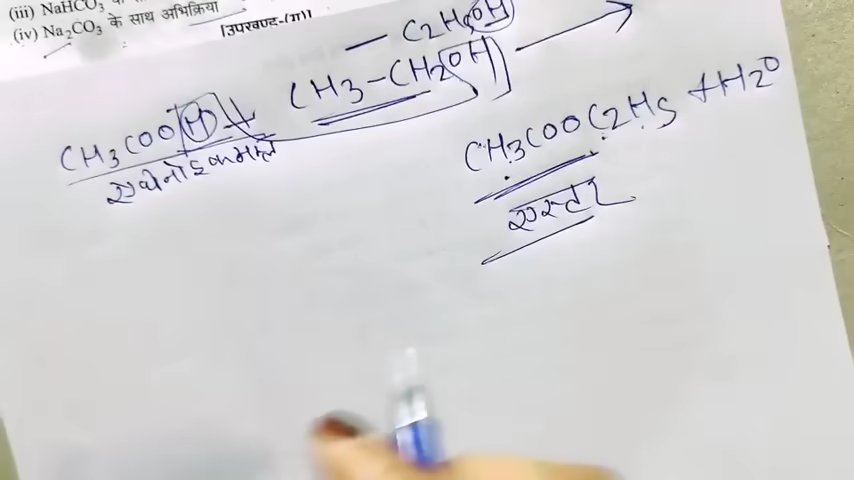 (iii) NaHCO3
(iv) Na2CO3 के साथ अभिक्रिया
[उपखण्ड-(ग)]
— C2H5OH
CH3COOH + CH3-CH2OH →
एथेनोइक अम्ल
CH3COOC2H5 + H2O
एस्टर